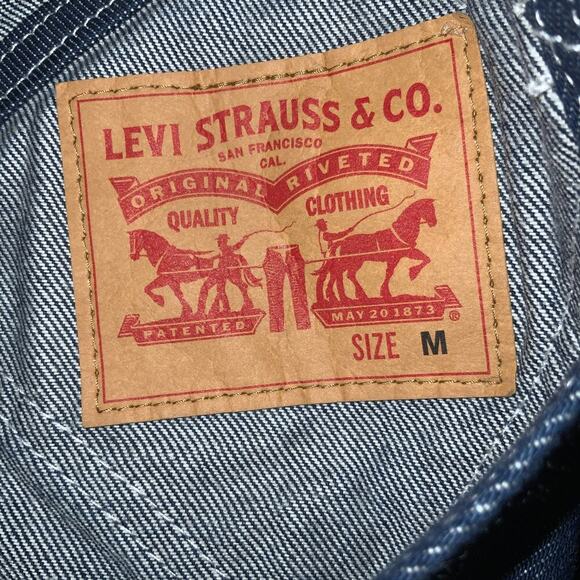 LEVI STRAUSS & CO.
SAN FRANCISCO
CAL.
ORIGINAL RIVETED
QUALITY CLOTHING
PATENTED MAY 20 1873 ®
SIZE M